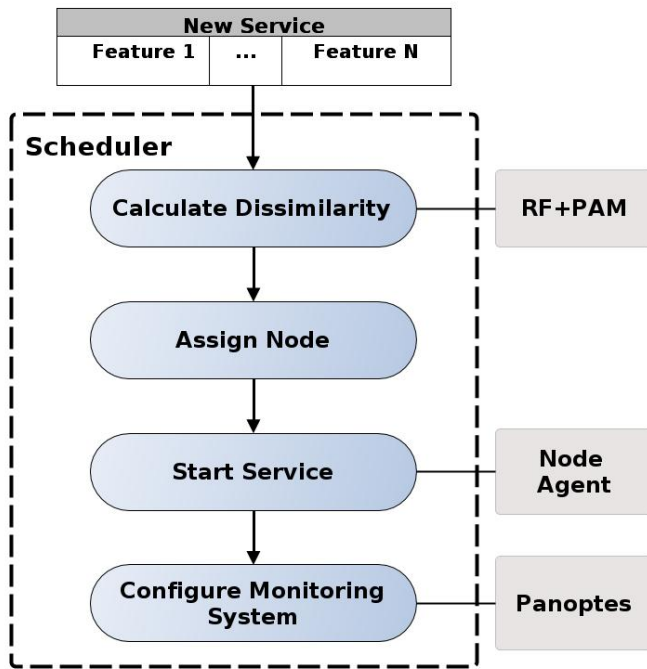 New Service
Feature 1 ... Feature N
Scheduler
Calculate Dissimilarity
RF+PAM
Assign Node
Start Service
Node
Agent
Configure Monitoring
System
Panoptes